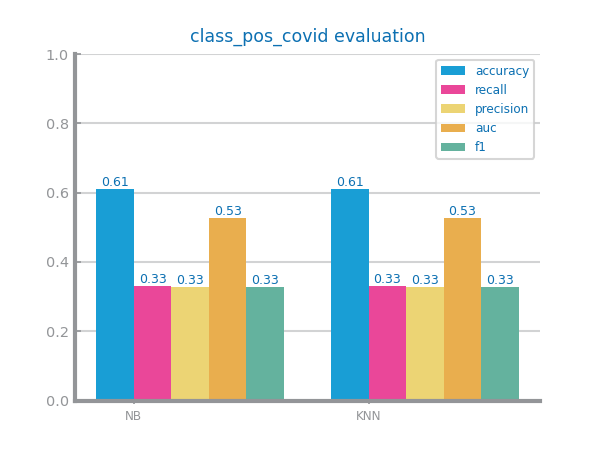 class_pos_covid evaluation
1.0
0.8
0.6
0.4
0.2
0.0
accuracy
recall
precision
auc
f1
0.61
0.33
0.33
0.53
0.33
0.61
0.33
0.33
0.53
0.33
NB
KNN